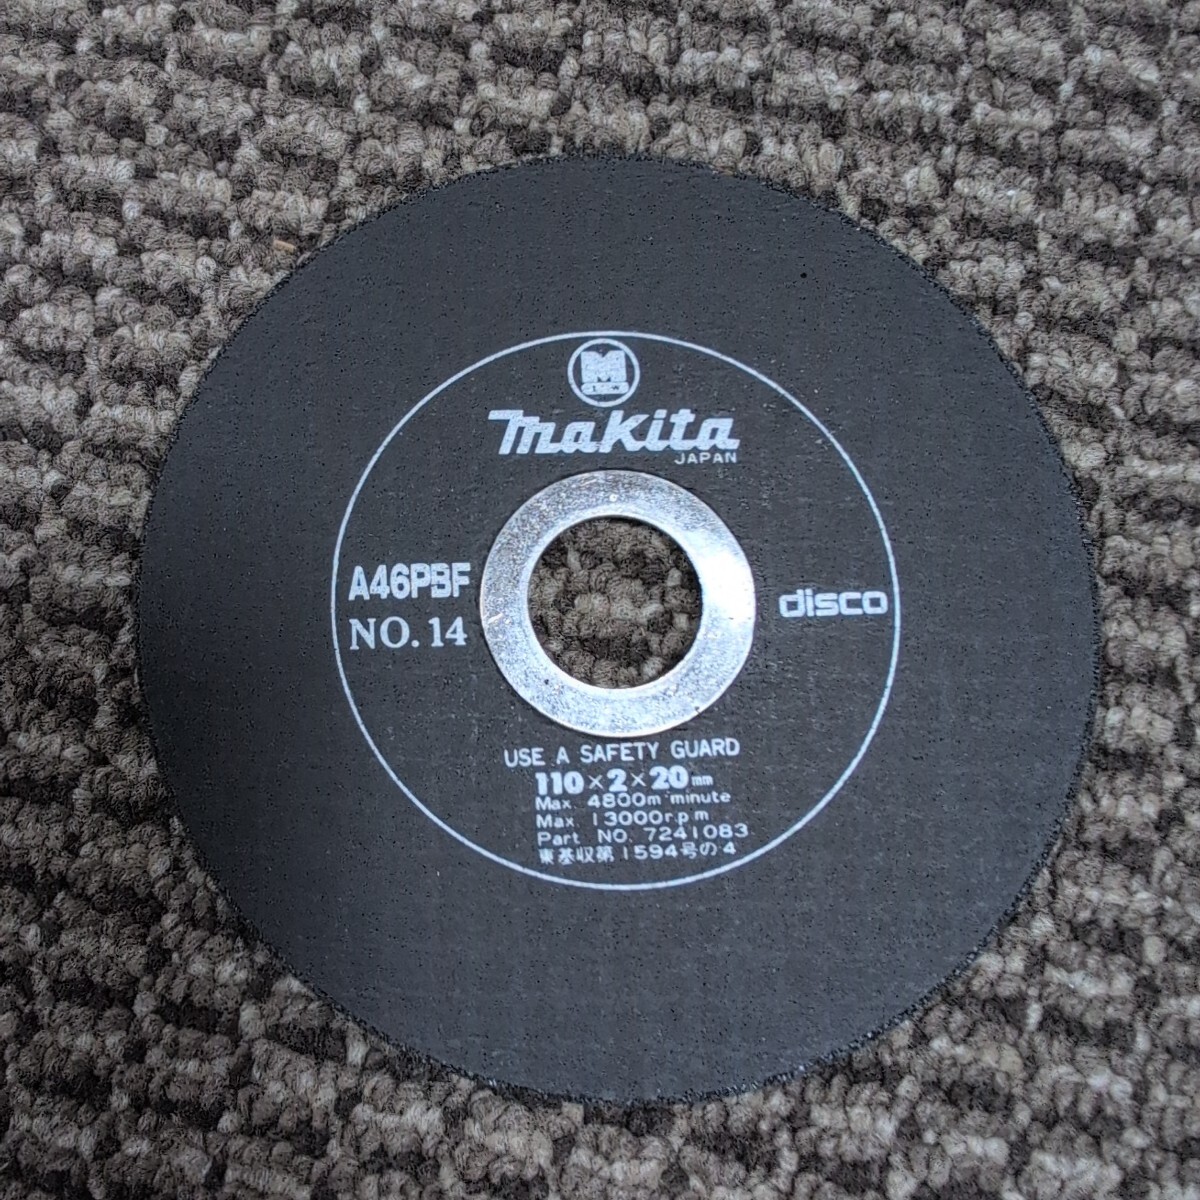 M
Makita
JAPAN
A46PBF
NO. 14
disco
USE A SAFETY GUARD
110×2×20mm
Max. 4800m minute
Max. 13000r.p m
Part NO. 7241083
東基収第1594号の4